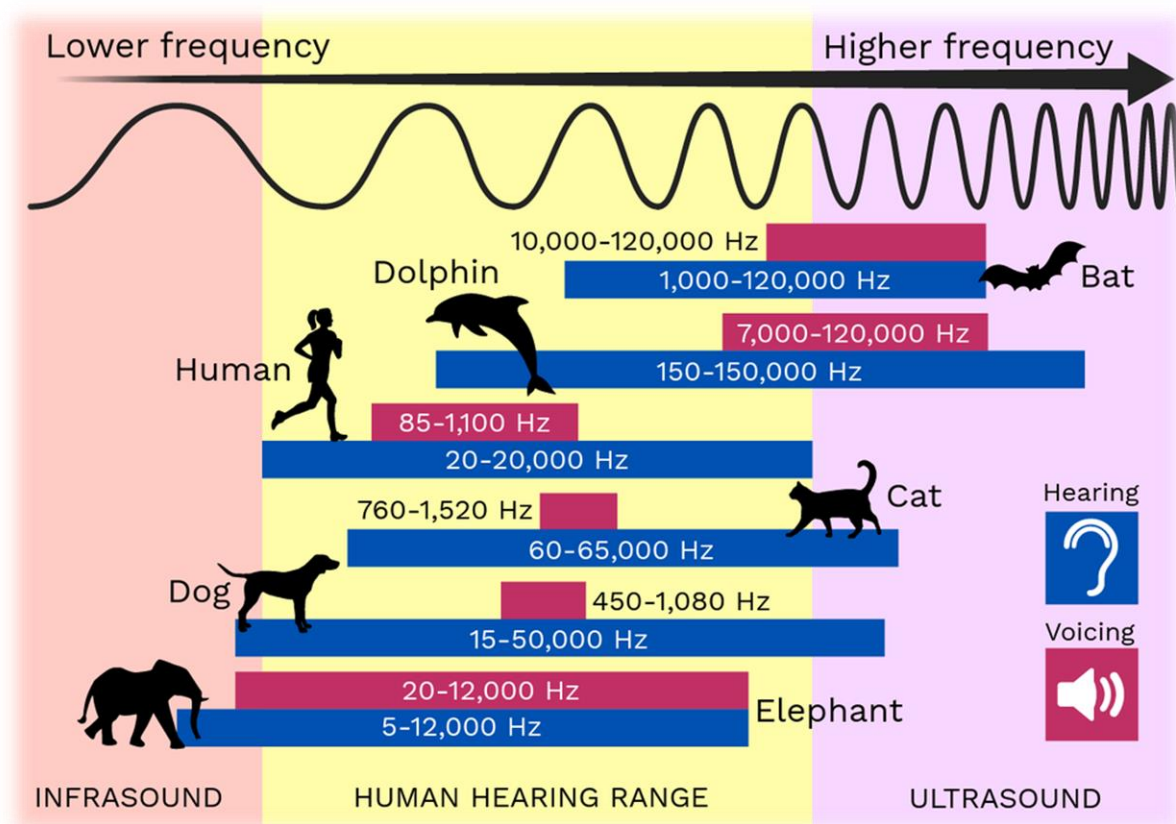 Lower frequency
Higher frequency
10,000-120,000 Hz
1,000-120,000 Hz
Bat
Dolphin
7,000-120,000 Hz
150-150,000 Hz
Human
85-1,100 Hz
20-20,000 Hz
Cat
760-1,520 Hz
60-65,000 Hz
Dog
450-1,080 Hz
15-50,000 Hz
20-12,000 Hz
5-12,000 Hz
Elephant
Hearing
Voicing
INFRASOUND
HUMAN HEARING RANGE
ULTRASOUND